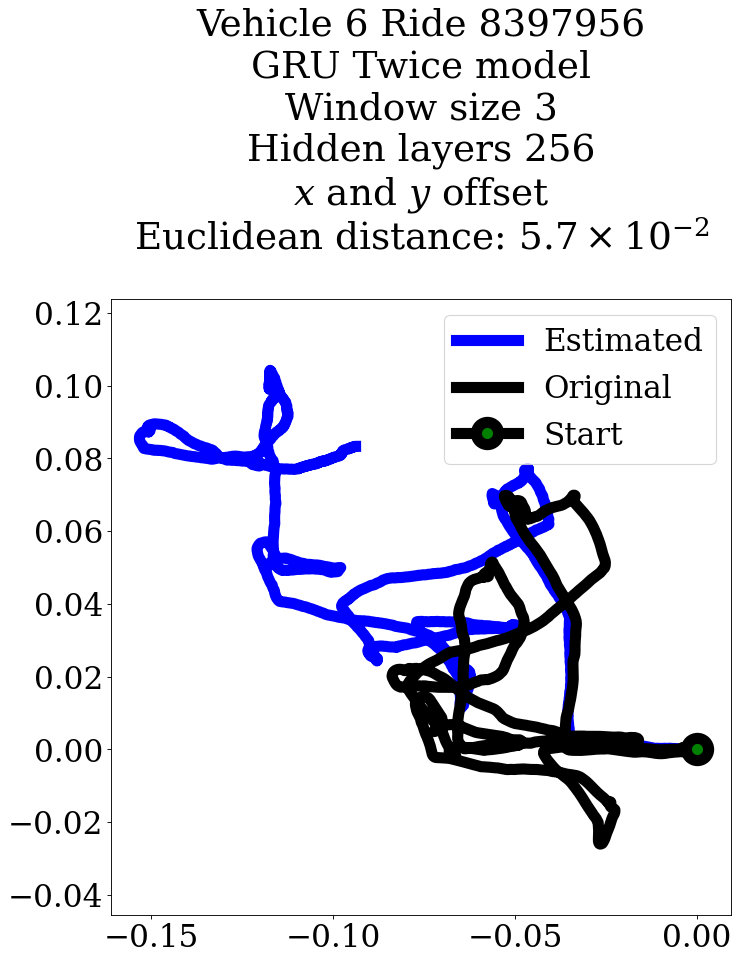 Vehicle 6 Ride 8397956
GRU Twice model
Window size 3
Hidden layers 256
x and y offset
Euclidean distance: 5.7 × 10⁻²
0.12
0.10
0.08
0.06
0.04
0.02
0.00
−0.02
−0.04
Estimated
Original
Start
−0.15 −0.10 −0.05 0.00